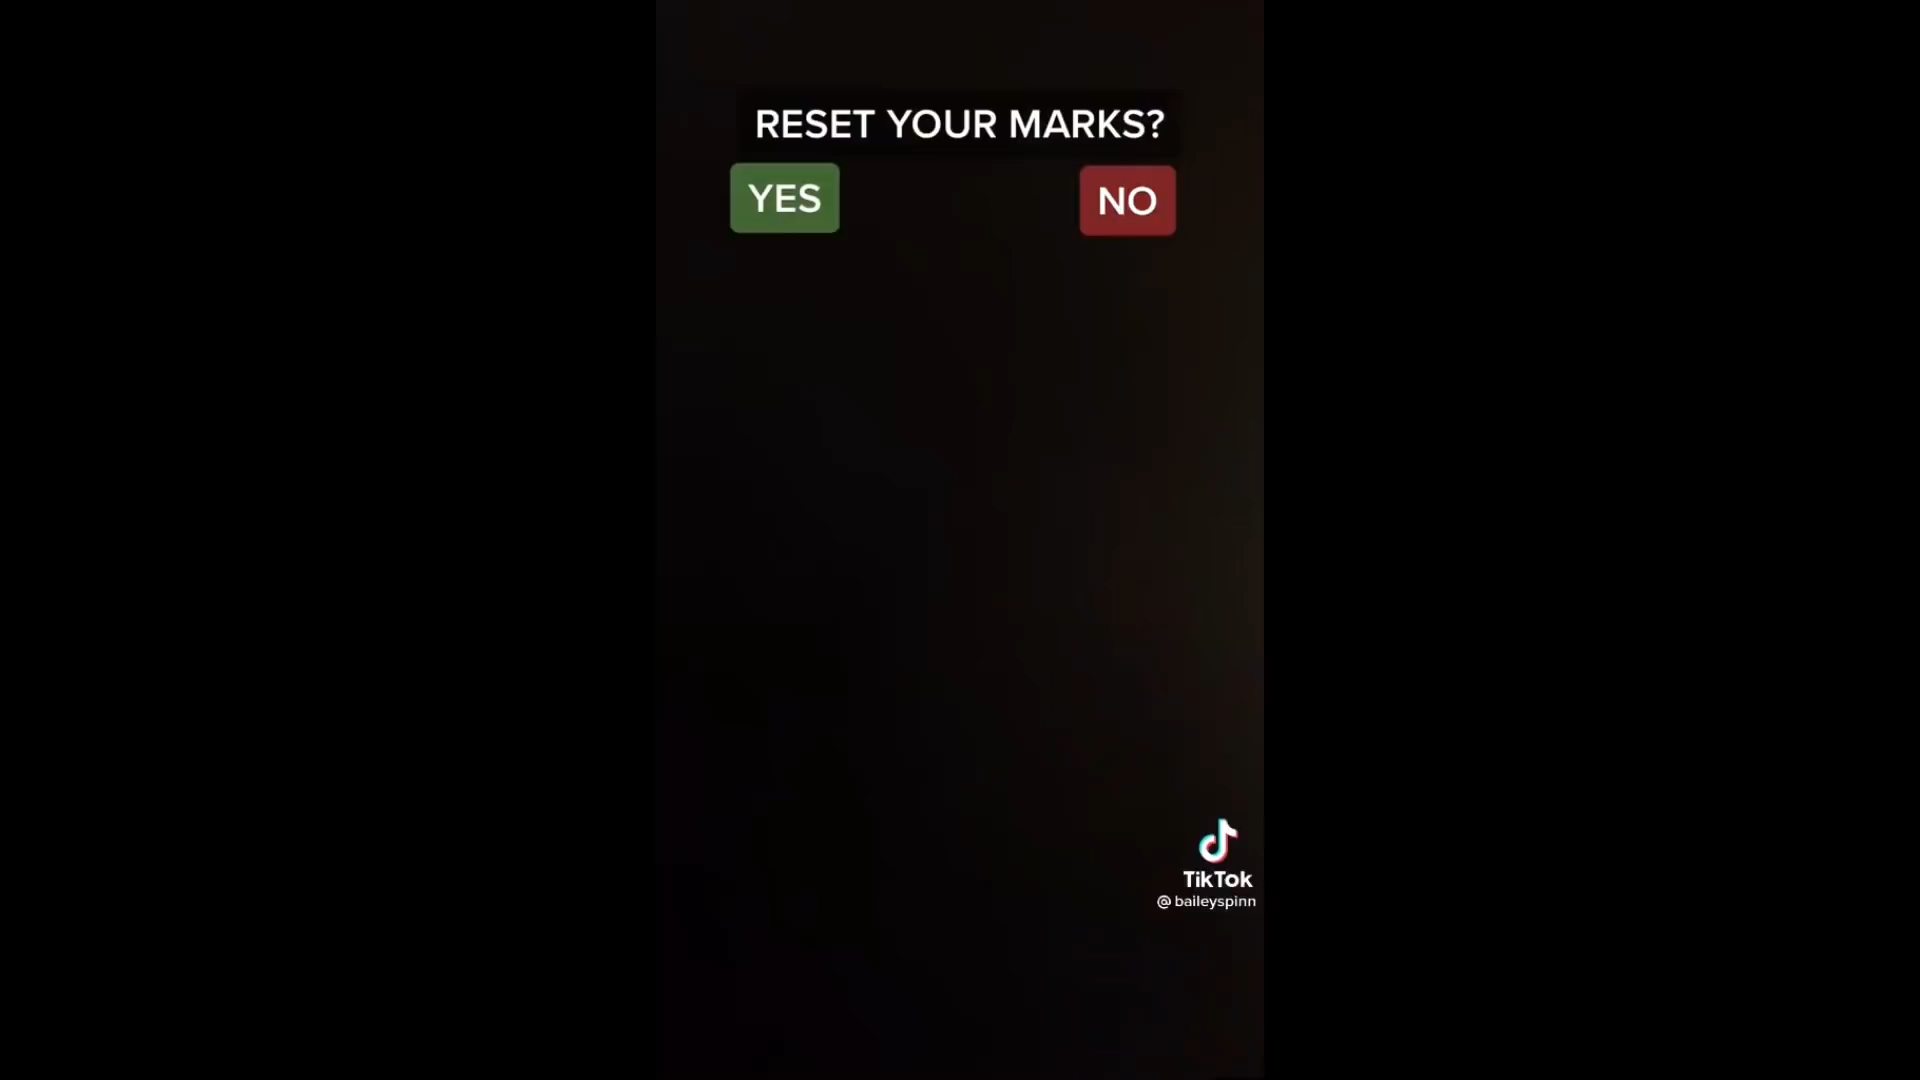 RESET YOUR MARKS?
YES
NO
TikTok
@ baileyspinn